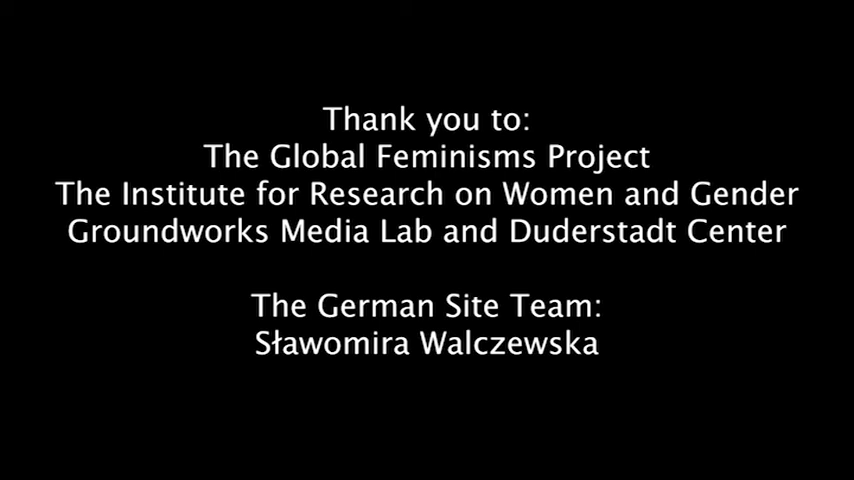 Thank you to:
The Global Feminisms Project
The Institute for Research on Women and Gender
Groundworks Media Lab and Duderstadt Center
The German Site Team:
Sławomira Walczewska